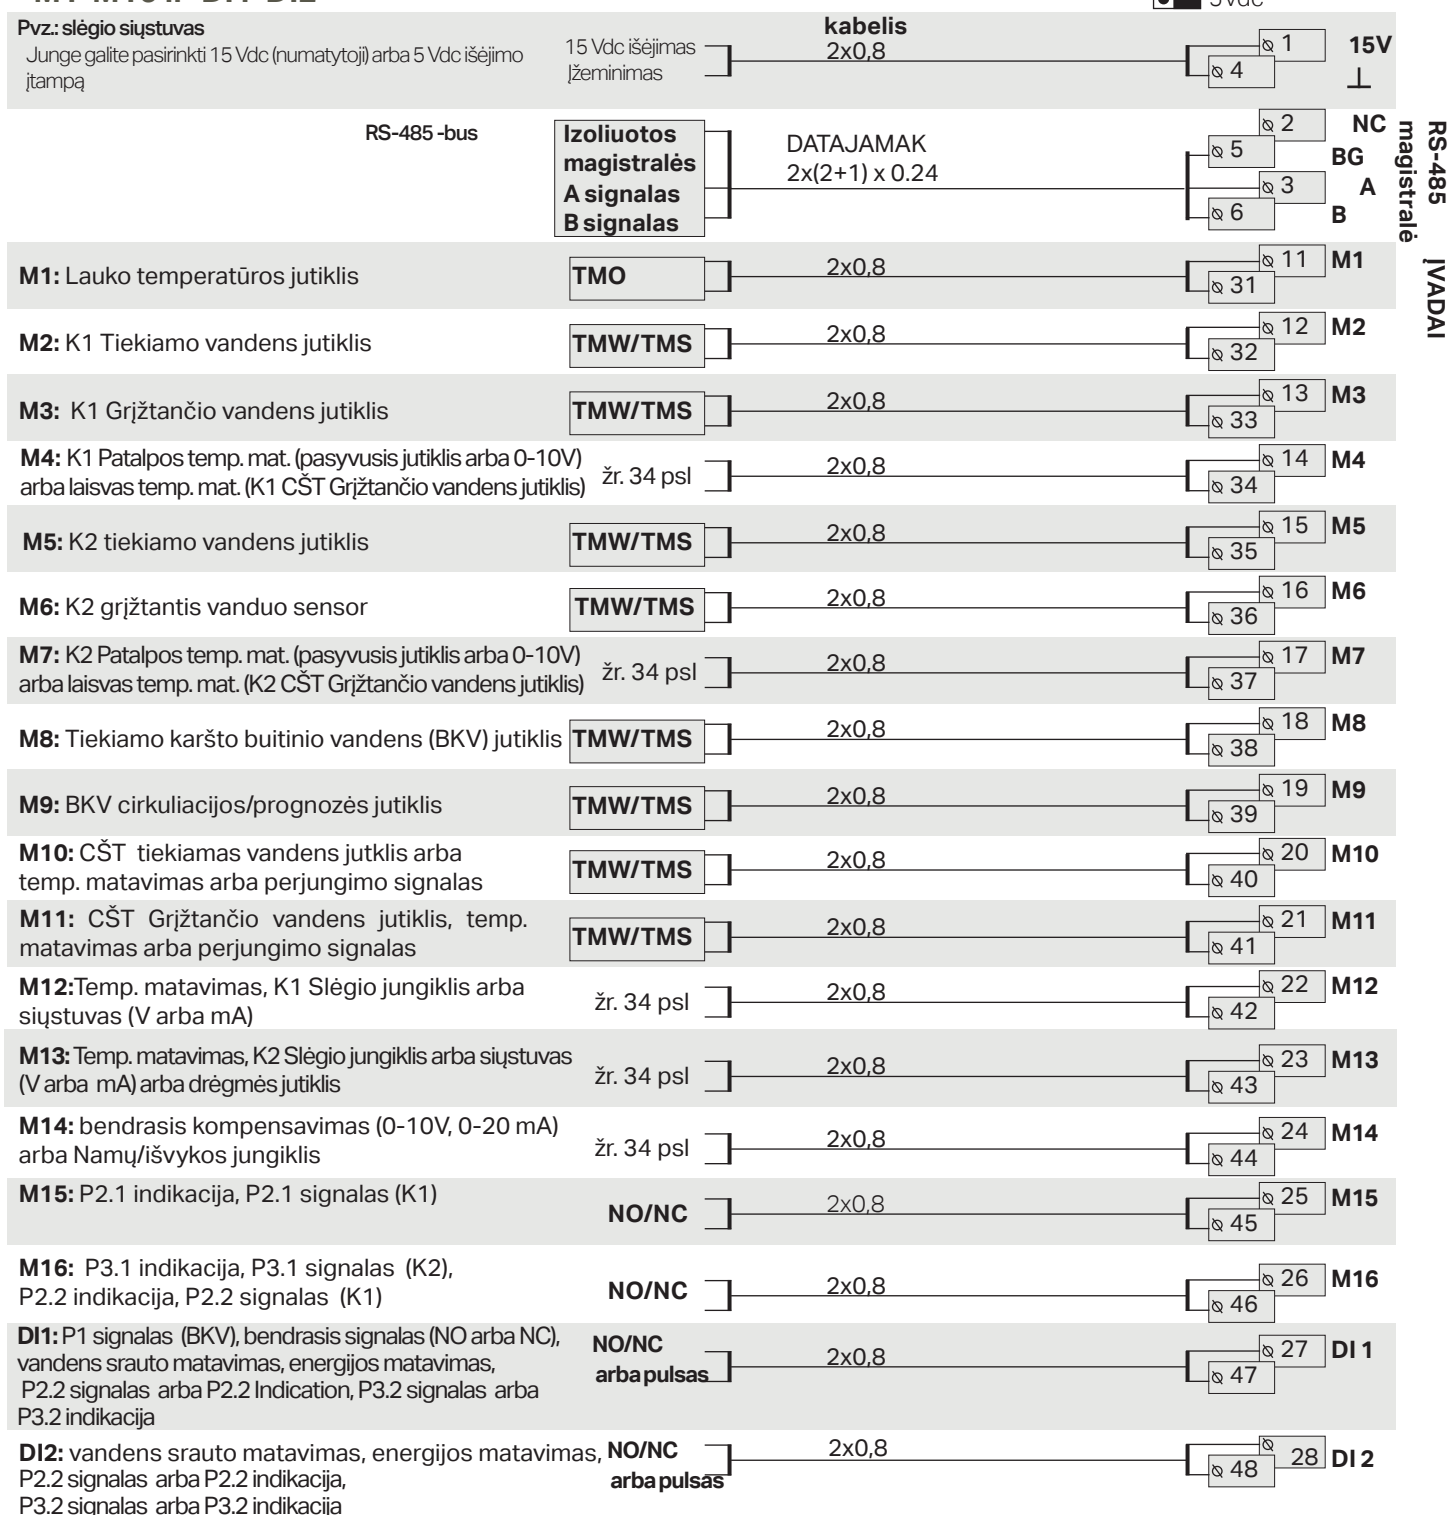 5Vdc
Pvz.: slėgio siųstuvas
Junge galite pasirinkti 15 Vdc (numatytoji) arba 5 Vdc išėjimo
įtampą
15 Vdc išėjimas
Įžeminimas
kabelis
2x0,8
1
4
15V
RS-485 -bus
Izoliuotos
magistralės
A signalas
B signalas
DATAJAMAK
2x(2+1) x 0.24
2
5
3
6
NC
BG
A
B
RS-485
magistralė
ĮVADAI
M1: Lauko temperatūros jutiklis
TMO
2x0,8
11
31
M1
M2: K1 Tiekiamo vandens jutiklis
TMW/TMS
2x0,8
12
32
M2
M3: K1 Grįžtančio vandens jutiklis
TMW/TMS
2x0,8
13
33
M3
M4: K1 Patalpos temp. mat. (pasyvusis jutiklis arba 0-10V)
arba laisvas temp. mat. (K1 CŠT Grįžtančio vandens jutiklis)
žr. 34 psl
2x0,8
14
34
M4
M5: K2 tiekiamo vandens jutiklis
TMW/TMS
2x0,8
15
35
M5
M6: K2 grįžtantis vanduo sensor
TMW/TMS
2x0,8
16
36
M6
M7: K2 Patalpos temp. mat. (pasyvusis jutiklis arba 0-10V)
arba laisvas temp. mat. (K2 CŠT Grįžtančio vandens jutiklis)
žr. 34 psl
2x0,8
17
37
M7
M8: Tiekiamo karšto buitinio vandens (BKV) jutiklis
TMW/TMS
2x0,8
18
38
M8
M9: BKV cirkuliacijos/prognozės jutiklis
TMW/TMS
2x0,8
19
39
M9
M10: CŠT tiekiamas vandens jutklis arba
temp. matavimas arba perjungimo signalas
TMW/TMS
2x0,8
20
40
M10
M11: CŠT Grįžtančio vandens jutiklis, temp.
matavimas arba perjungimo signalas
TMW/TMS
2x0,8
21
41
M11
M12:Temp. matavimas, K1 Slėgio jungiklis arba
siųstuvas (V arba mA)
žr. 34 psl
2x0,8
22
42
M12
M13: Temp. matavimas, K2 Slėgio jungiklis arba siųstuvas
(V arba mA) arba drėgmės jutiklis
žr. 34 psl
2x0,8
23
43
M13
M14: bendrasis kompensavimas (0-10V, 0-20 mA)
arba Namų/išvykos jungiklis
žr. 34 psl
2x0,8
24
44
M14
M15: P2.1 indikacija, P2.1 signalas (K1)
NO/NC
2x0,8
25
45
M15
M16: P3.1 indikacija, P3.1 signalas (K2),
P2.2 indikacija, P2.2 signalas (K1)
NO/NC
2x0,8
26
46
M16
DI1: P1 signalas (BKV), bendrasis signalas (NO arba NC),
vandens srauto matavimas, energijos matavimas,
P2.2 signalas arba P2.2 Indication, P3.2 signalas arba
P3.2 indikacija
NO/NC
arba pulsas
2x0,8
27
47
DI 1
DI2: vandens srauto matavimas, energijos matavimas,
P2.2 signalas arba P2.2 indikacija,
P3.2 signalas arba P3.2 indikacija
NO/NC
arba pulsas
2x0,8
28
48
DI 2